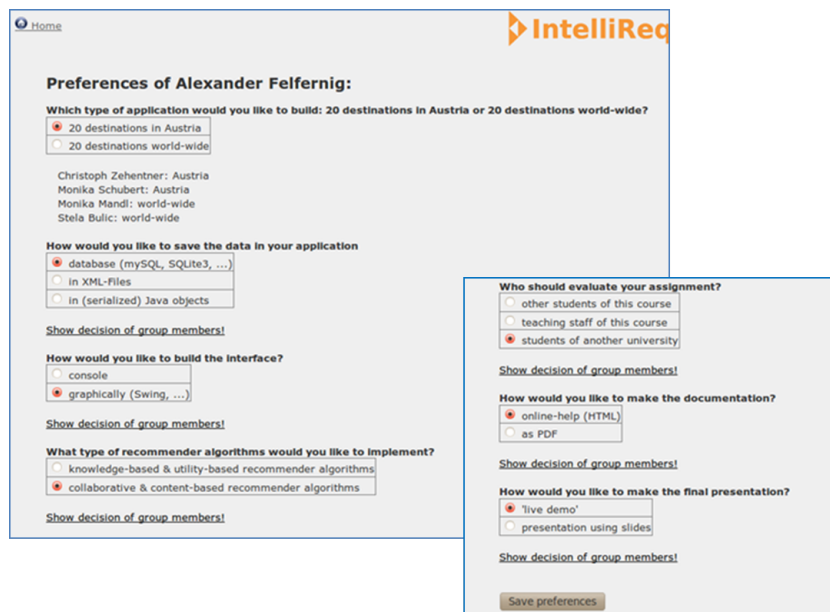 Home
IntelliReq
Preferences of Alexander Felfernig:
Which type of application would you like to build: 20 destinations in Austria or 20 destinations world-wide?
20 destinations in Austria
20 destinations world-wide
Christoph Zehentner: Austria
Monika Schubert: Austria
Monika Mandl: world-wide
Stela Bulic: world-wide
How would you like to save the data in your application
database (mySQL, SQLite3, ...)
in XML-Files
in (serialized) Java objects
Show decision of group members!
How would you like to build the interface?
console
graphically (Swing, ...)
Show decision of group members!
What type of recommender algorithms would you like to implement?
knowledge-based & utility-based recommender algorithms
collaborative & content-based recommender algorithms
Show decision of group members!
Who should evaluate your assignment?
other students of this course
teaching staff of this course
students of another university
Show decision of group members!
How would you like to make the documentation?
online-help (HTML)
as PDF
Show decision of group members!
How would you like to make the final presentation?
'live demo'
presentation using slides
Show decision of group members!
Save preferences